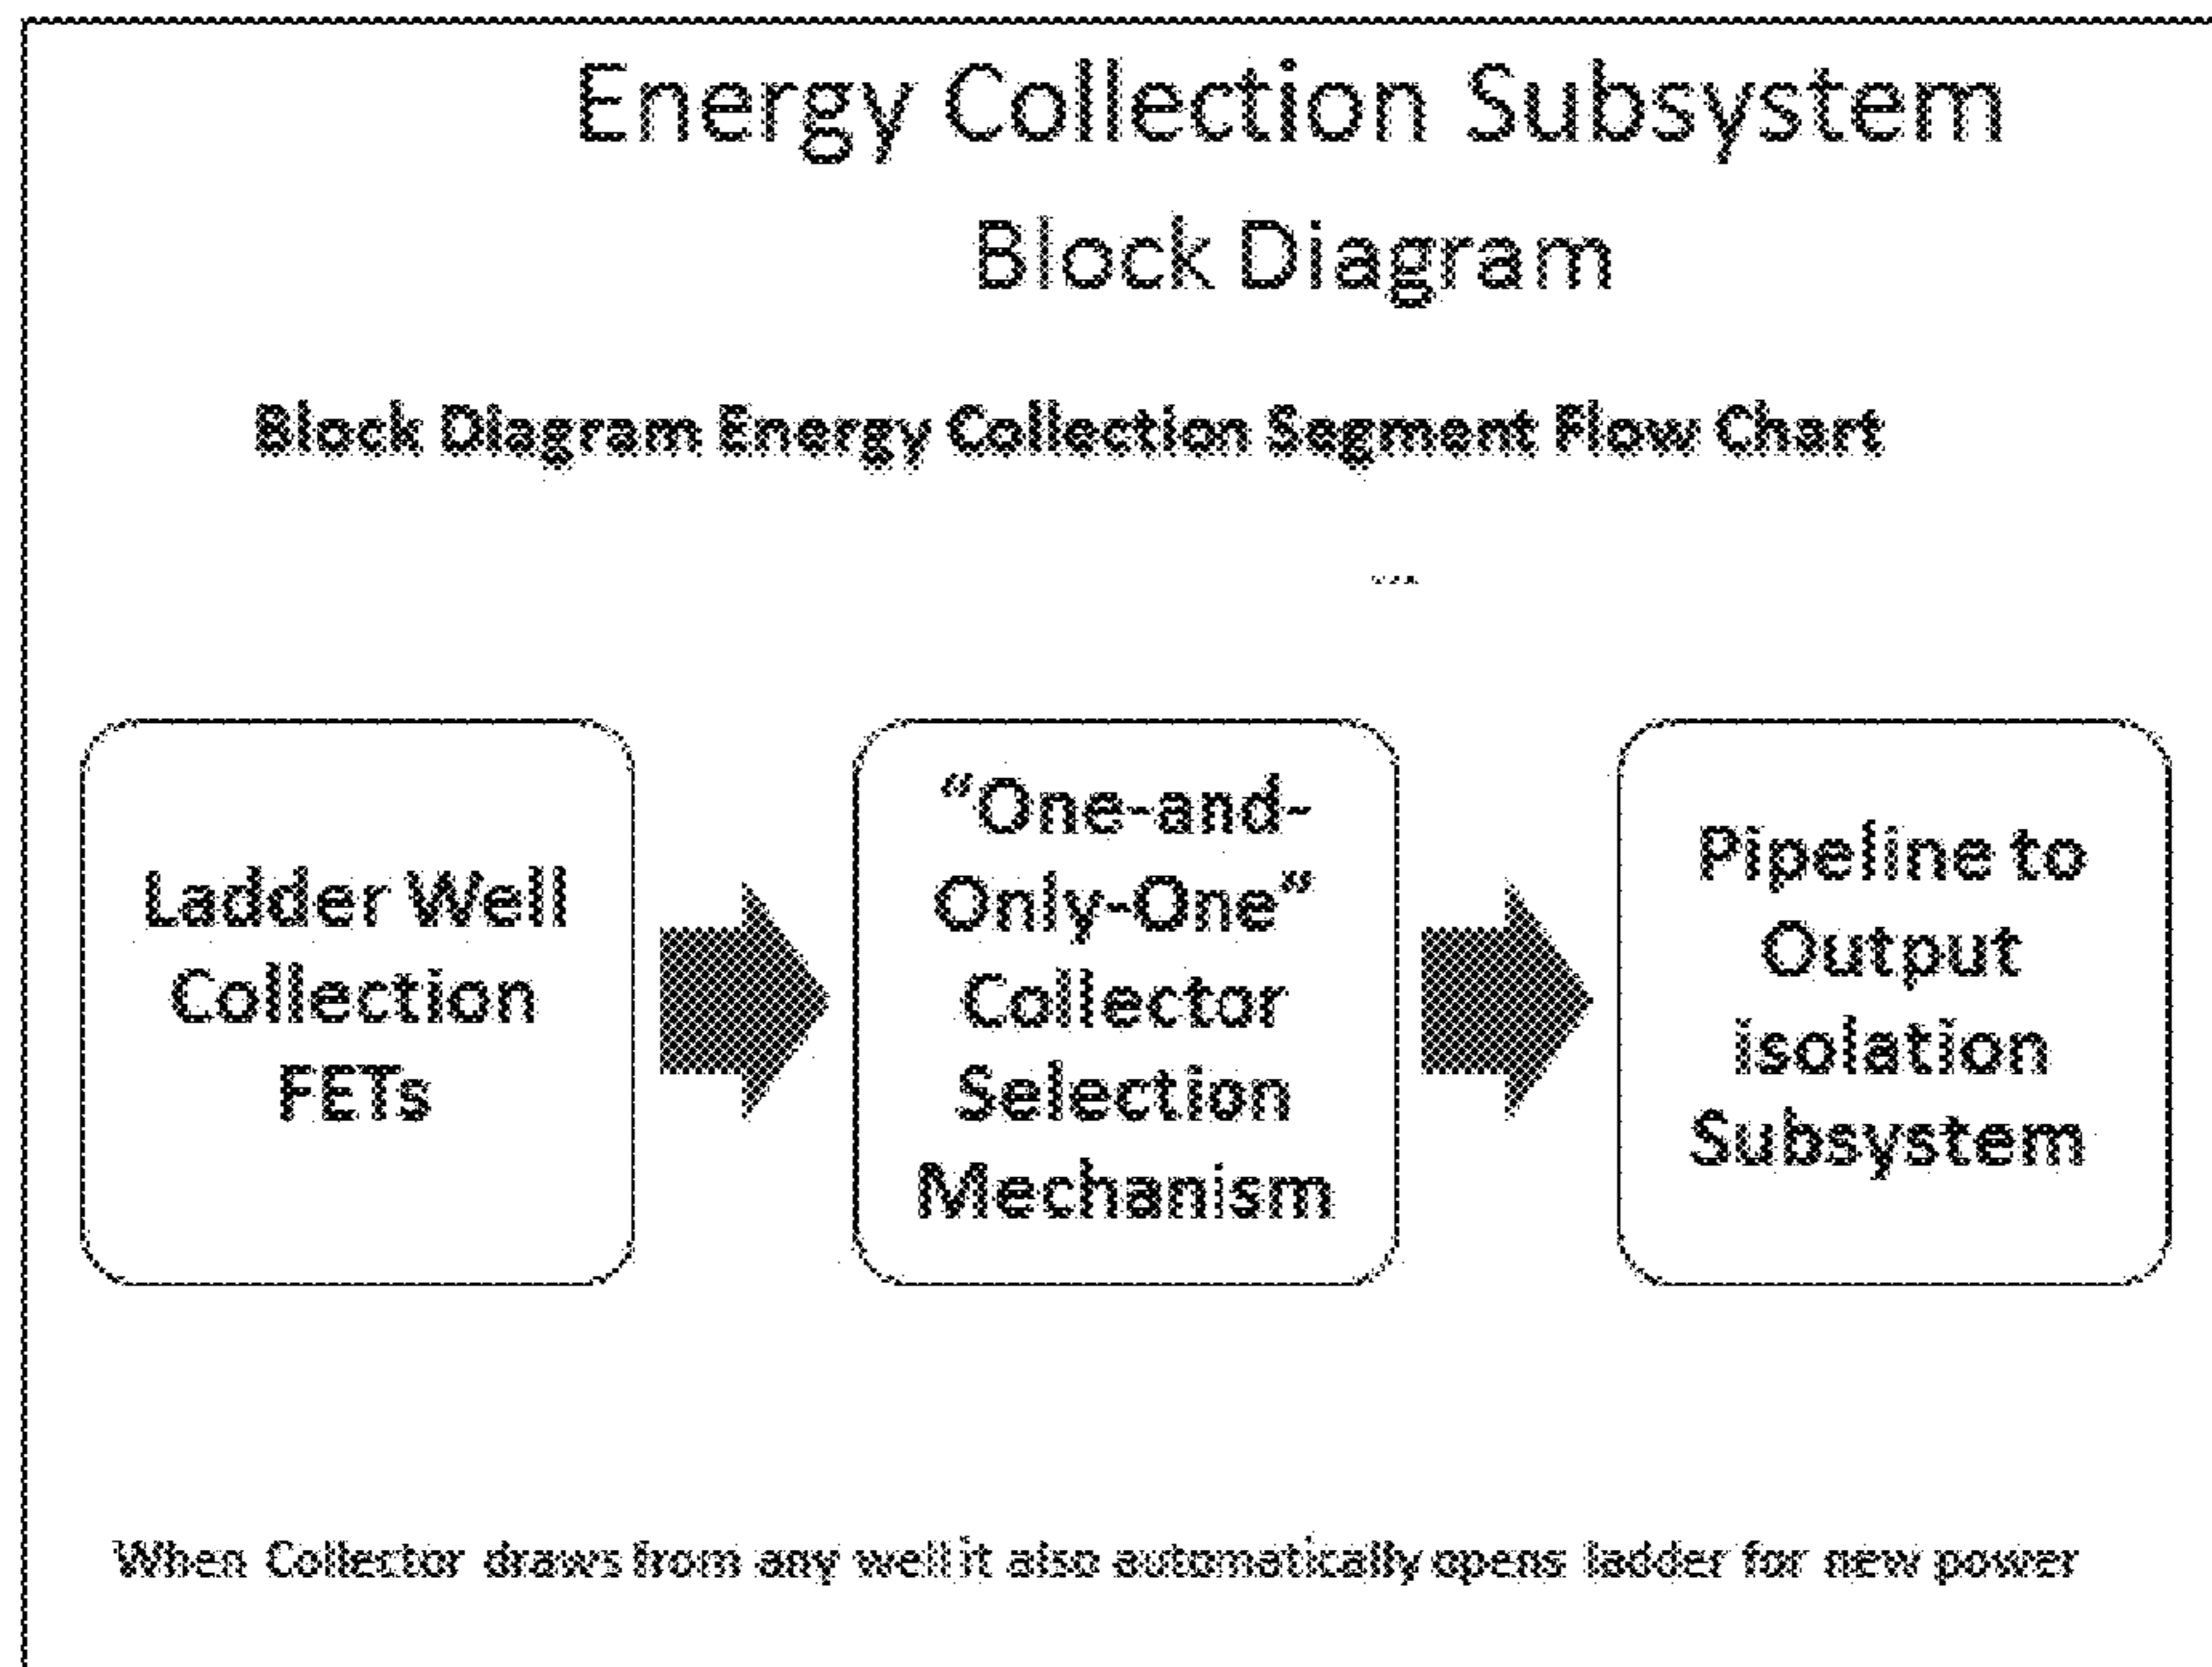 Energy Collection Subsystem
Block Diagram
Block Diagram Energy Collection Segment Flow Chart
Ladder Well
Collection
FETs
“One-and-
Only-One”
Collector
Selection
Mechanism
Pipeline to
Output
isolation
Subsystem
When Collector draws from any well it also automatically opens ladder for new power